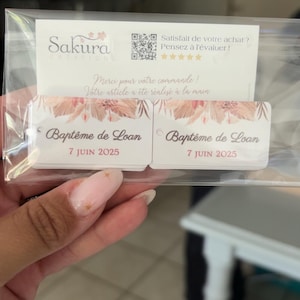 Sakura
Satisfait de votre achat ?
Pensez à l'évaluer !
Merci pour votre commande !
Votre article a été réalisé à la main
Baptême de Loan
7 JUIN 2025
Baptême de Loan
7 JUIN 2025